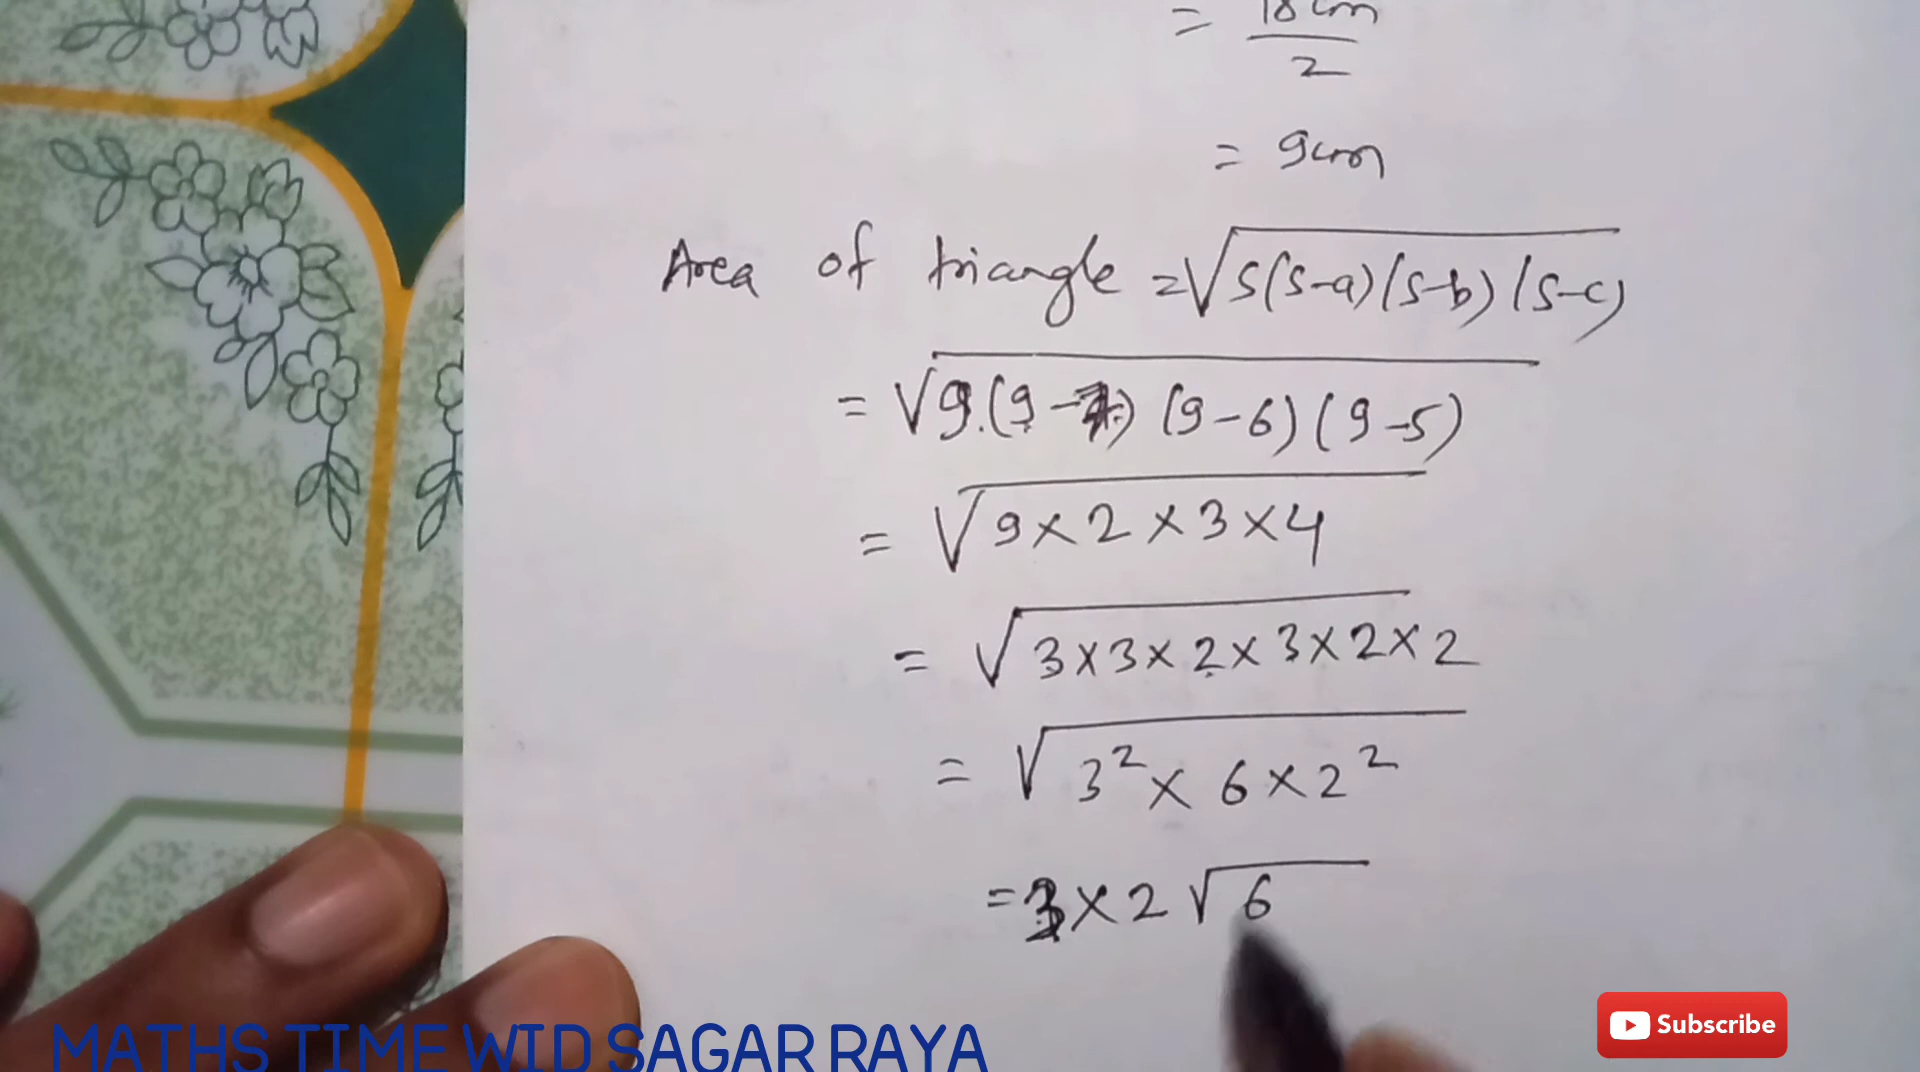 = 18 cm
2
= 9cm
Area of triangle = √s(s-a)(s-b)(s-c)
= √9.(9-7)(9-6)(9-5)
= √9×2×3×4
= √3×3×2×3×2×2
= √3²×6×2²
= 3×2√6
MATHS TIME WID SAGAR RAYA
Subscribe